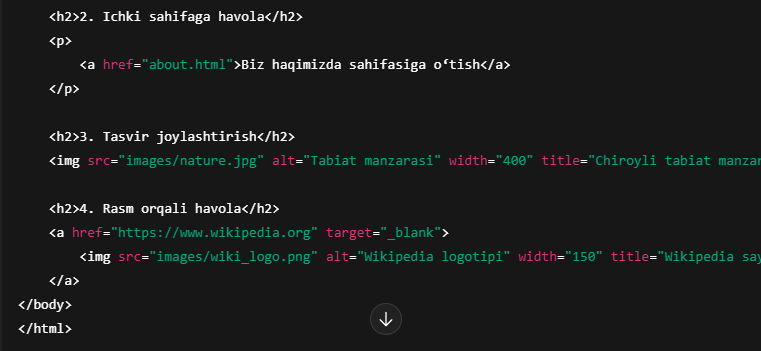 <h2>2. Ichki sahifaga havola</h2>
<p>
<a href="about.html">Biz haqimizda sahifasiga o‘tish</a>
</p>
<h2>3. Tasvir joylashtirish</h2>
<img src="images/nature.jpg" alt="Tabiat manzarasi" width="400" title="Chiroyli tabiat manzar
<h2>4. Rasm orqali havola</h2>
<a href="https://www.wikipedia.org" target="_blank">
<img src="images/wiki_logo.png" alt="Wikipedia logotipi" width="150" title="Wikipedia say
</a>
</body>
</html>